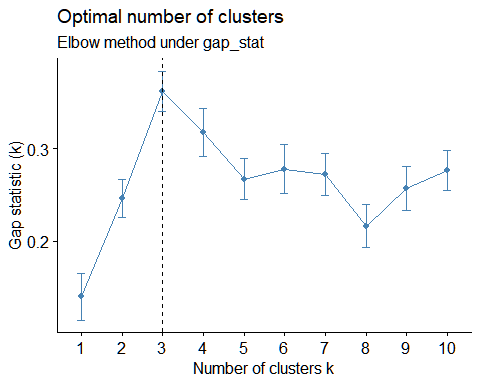 Optimal number of clusters
Elbow method under gap_stat
Gap statistic (k)
0.3
0.2
1 2 3 4 5 6 7 8 9 10
Number of clusters k